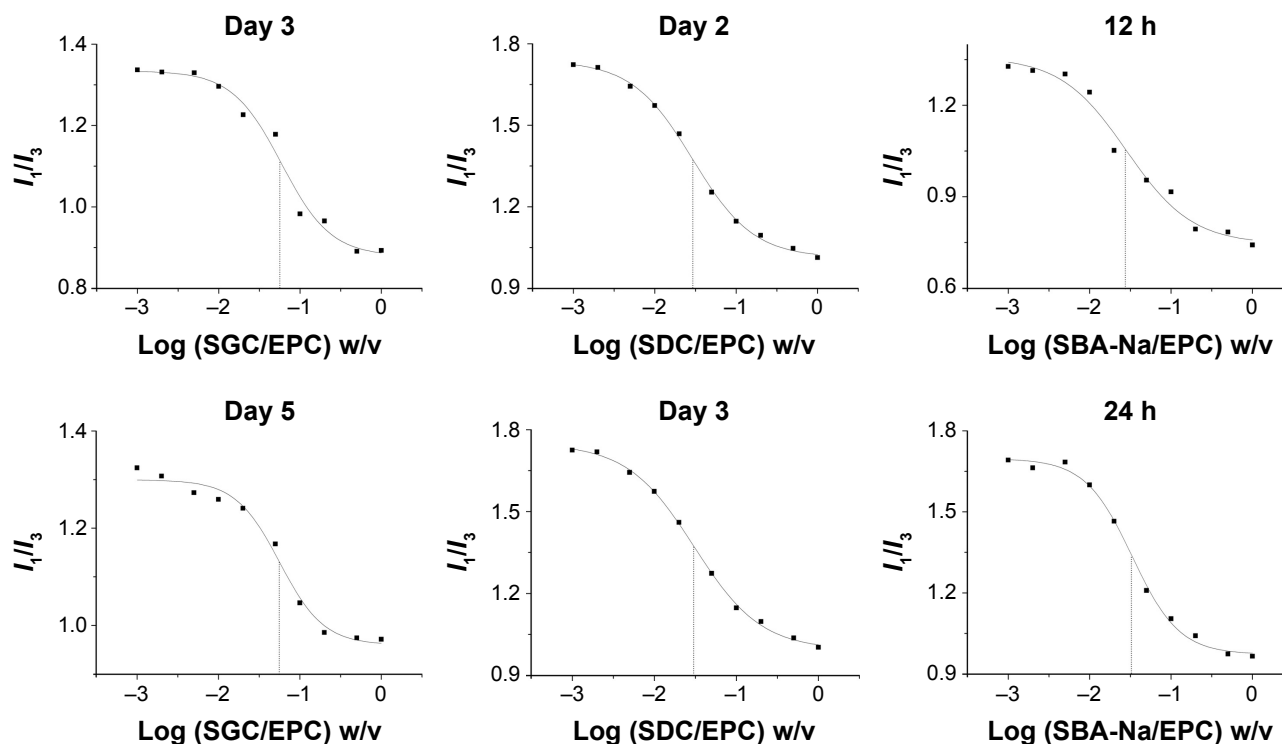 Day 3
1.4
1.2
1.0
0.8
I1/I3
–3 –2 –1 0
Log (SGC/EPC) w/v
Day 2
1.8
1.5
1.2
0.9
I1/I3
–3 –2 –1 0
Log (SDC/EPC) w/v
12 h
1.2
0.9
0.6
I1/I3
–3 –2 –1 0
Log (SBA-Na/EPC) w/v
Day 5
1.4
1.2
1.0
I1/I3
–3 –2 –1 0
Log (SGC/EPC) w/v
Day 3
1.8
1.5
1.2
0.9
I1/I3
–3 –2 –1 0
Log (SDC/EPC) w/v
24 h
1.8
1.5
1.2
0.9
I1/I3
–3 –2 –1 0
Log (SBA-Na/EPC) w/v